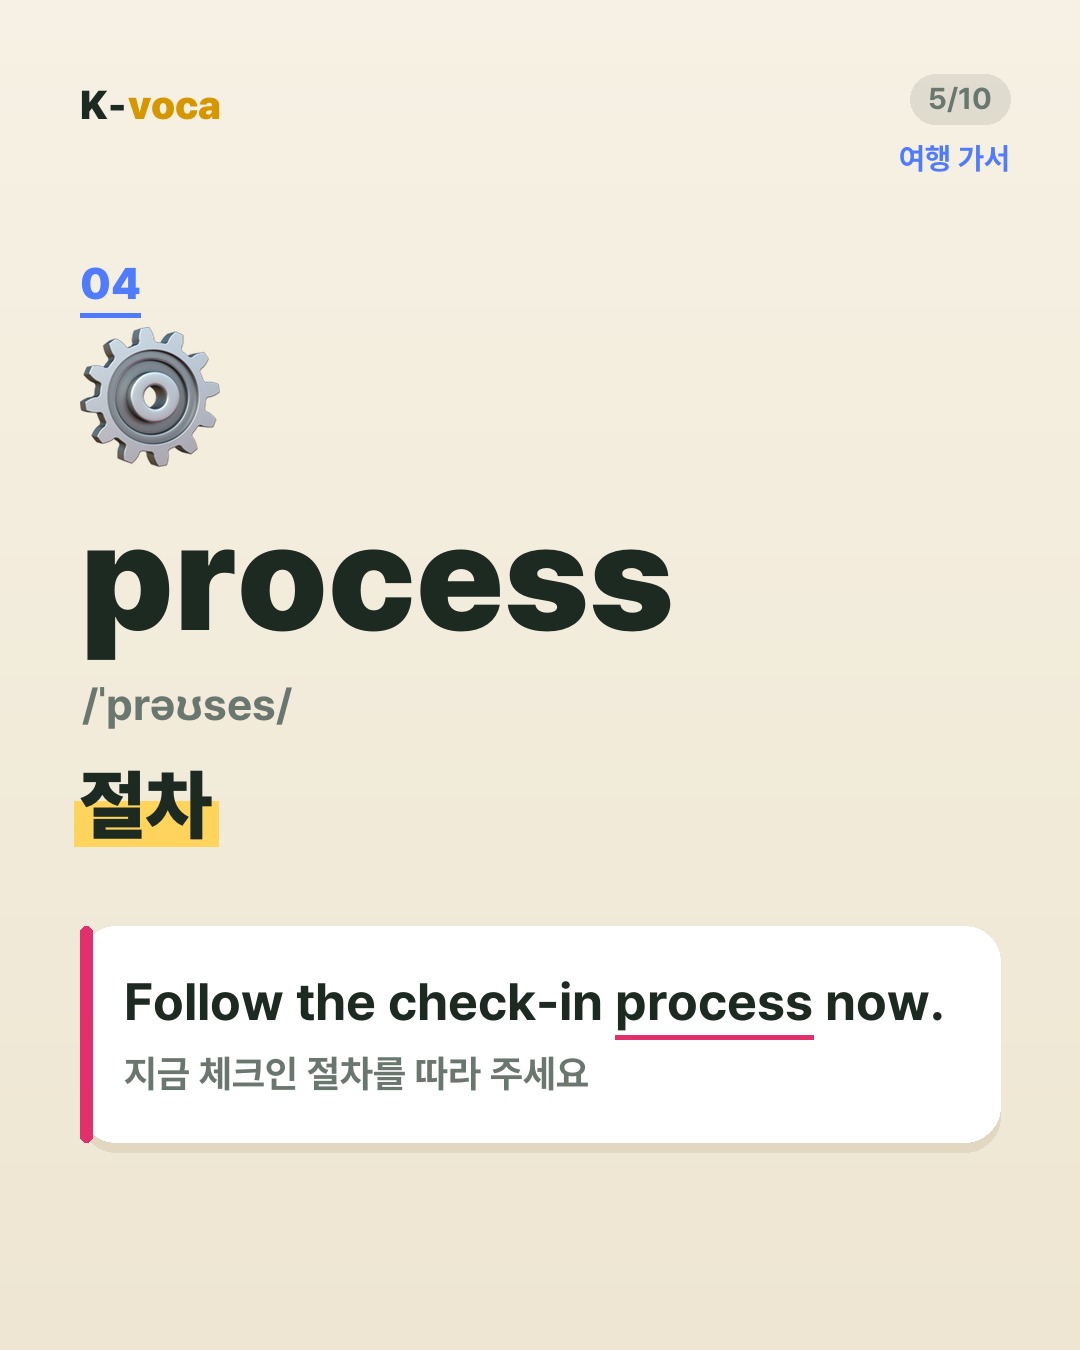 K-voca
5/10
여행 가서
04
process
/ˈprəʊses/
절차
Follow the check-in process now.
지금 체크인 절차를 따라 주세요